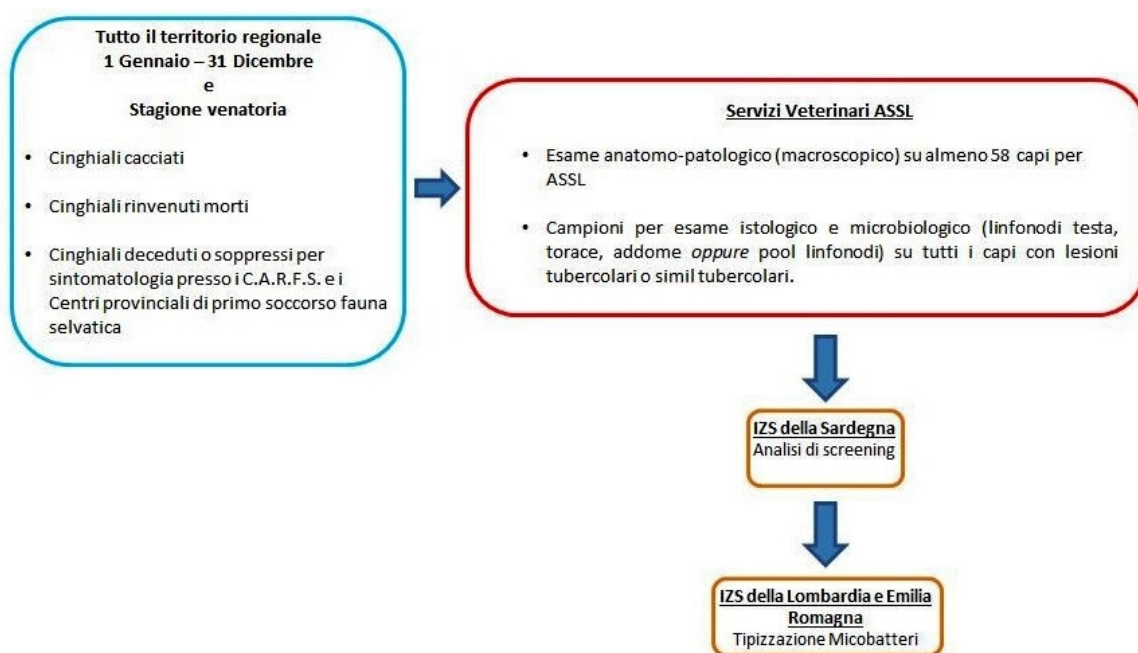 Tutto il territorio regionale
1 Gennaio – 31 Dicembre
e
Stagione venatoria
• Cinghiali cacciati
• Cinghiali rinvenuti morti
• Cinghiali deceduti o soppressi per
sintomatologia presso i C.A.R.F.S. e i
Centri provinciali di primo soccorso fauna
selvatica
Servizi Veterinari ASSL
• Esame anatomo-patologico (macroscopico) su almeno 58 capi per
ASSL
• Campioni per esame istologico e microbiologico (linfonodi testa,
torace, addome oppure pool linfonodi) su tutti i capi con lesioni
tubercolari o simil tubercolari.
IZS della Sardegna
Analisi di screening
IZS della Lombardia e Emilia
Romagna
Tipizzazione Micobatteri